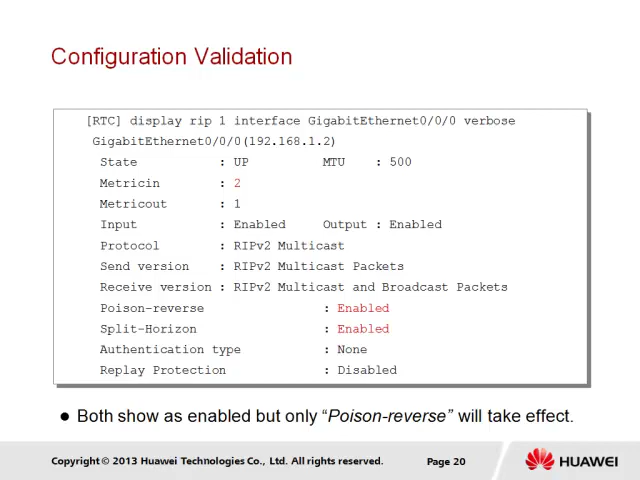 Configuration Validation
[RTC] display rip 1 interface GigabitEthernet0/0/0 verbose
GigabitEthernet0/0/0(192.168.1.2)
State : UP MTU : 500
Metricin : 2
Metricout : 1
Input : Enabled Output : Enabled
Protocol : RIPv2 Multicast
Send version : RIPv2 Multicast Packets
Receive version : RIPv2 Multicast and Broadcast Packets
Poison-reverse : Enabled
Split-Horizon : Enabled
Authentication type : None
Replay Protection : Disabled
● Both show as enabled but only “Poison-reverse” will take effect.
Copyright © 2013 Huawei Technologies Co., Ltd. All rights reserved. Page 20 HUAWEI